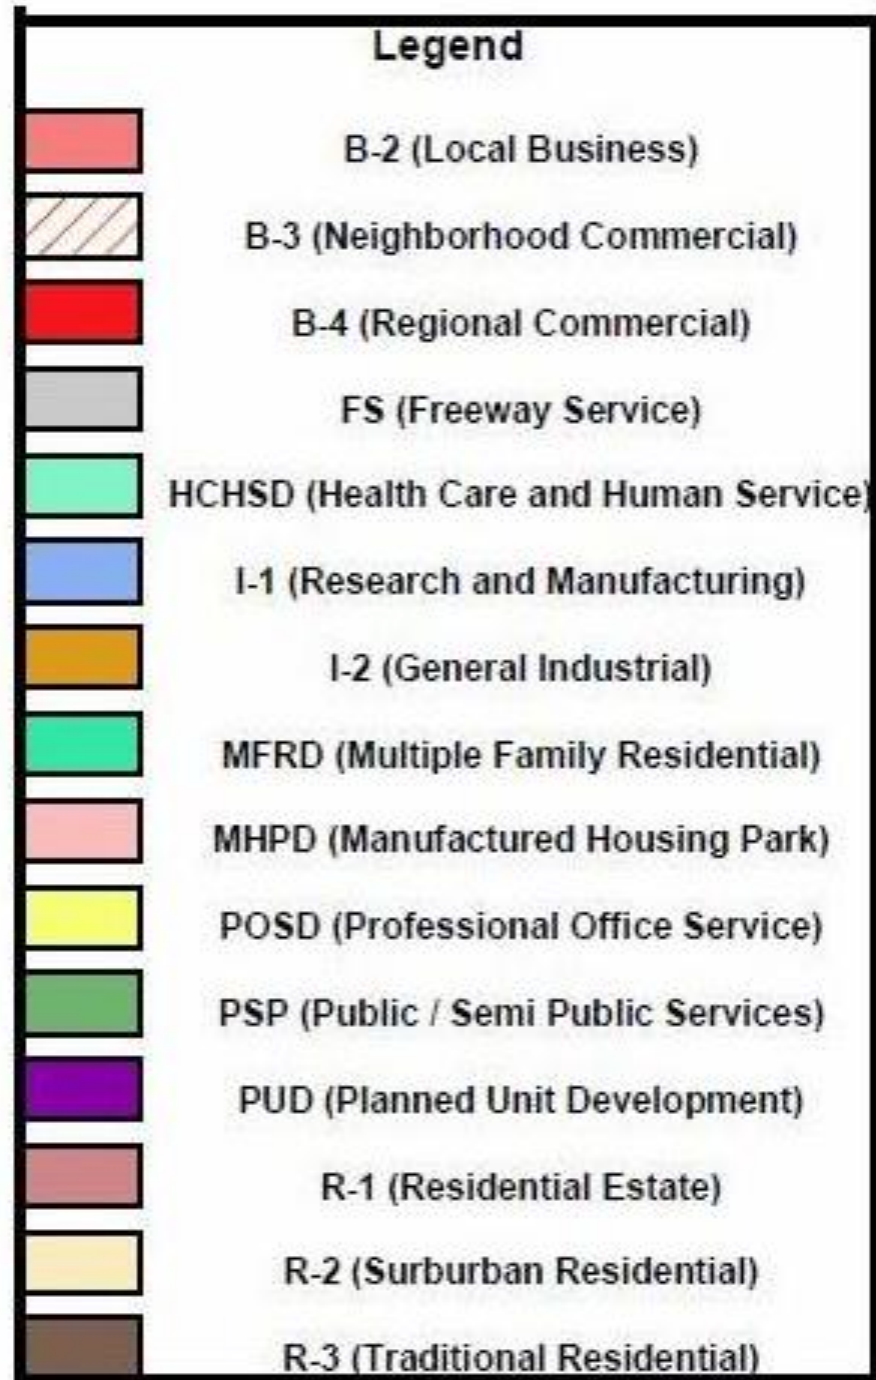 Legend
B-2 (Local Business)
B-3 (Neighborhood Commercial)
B-4 (Regional Commercial)
FS (Freeway Service)
HCHSD (Health Care and Human Service)
I-1 (Research and Manufacturing)
I-2 (General Industrial)
MFRD (Multiple Family Residential)
MHPD (Manufactured Housing Park)
POSD (Professional Office Service)
PSP (Public / Semi Public Services)
PUD (Planned Unit Development)
R-1 (Residential Estate)
R-2 (Surburban Residential)
R-3 (Traditional Residential)